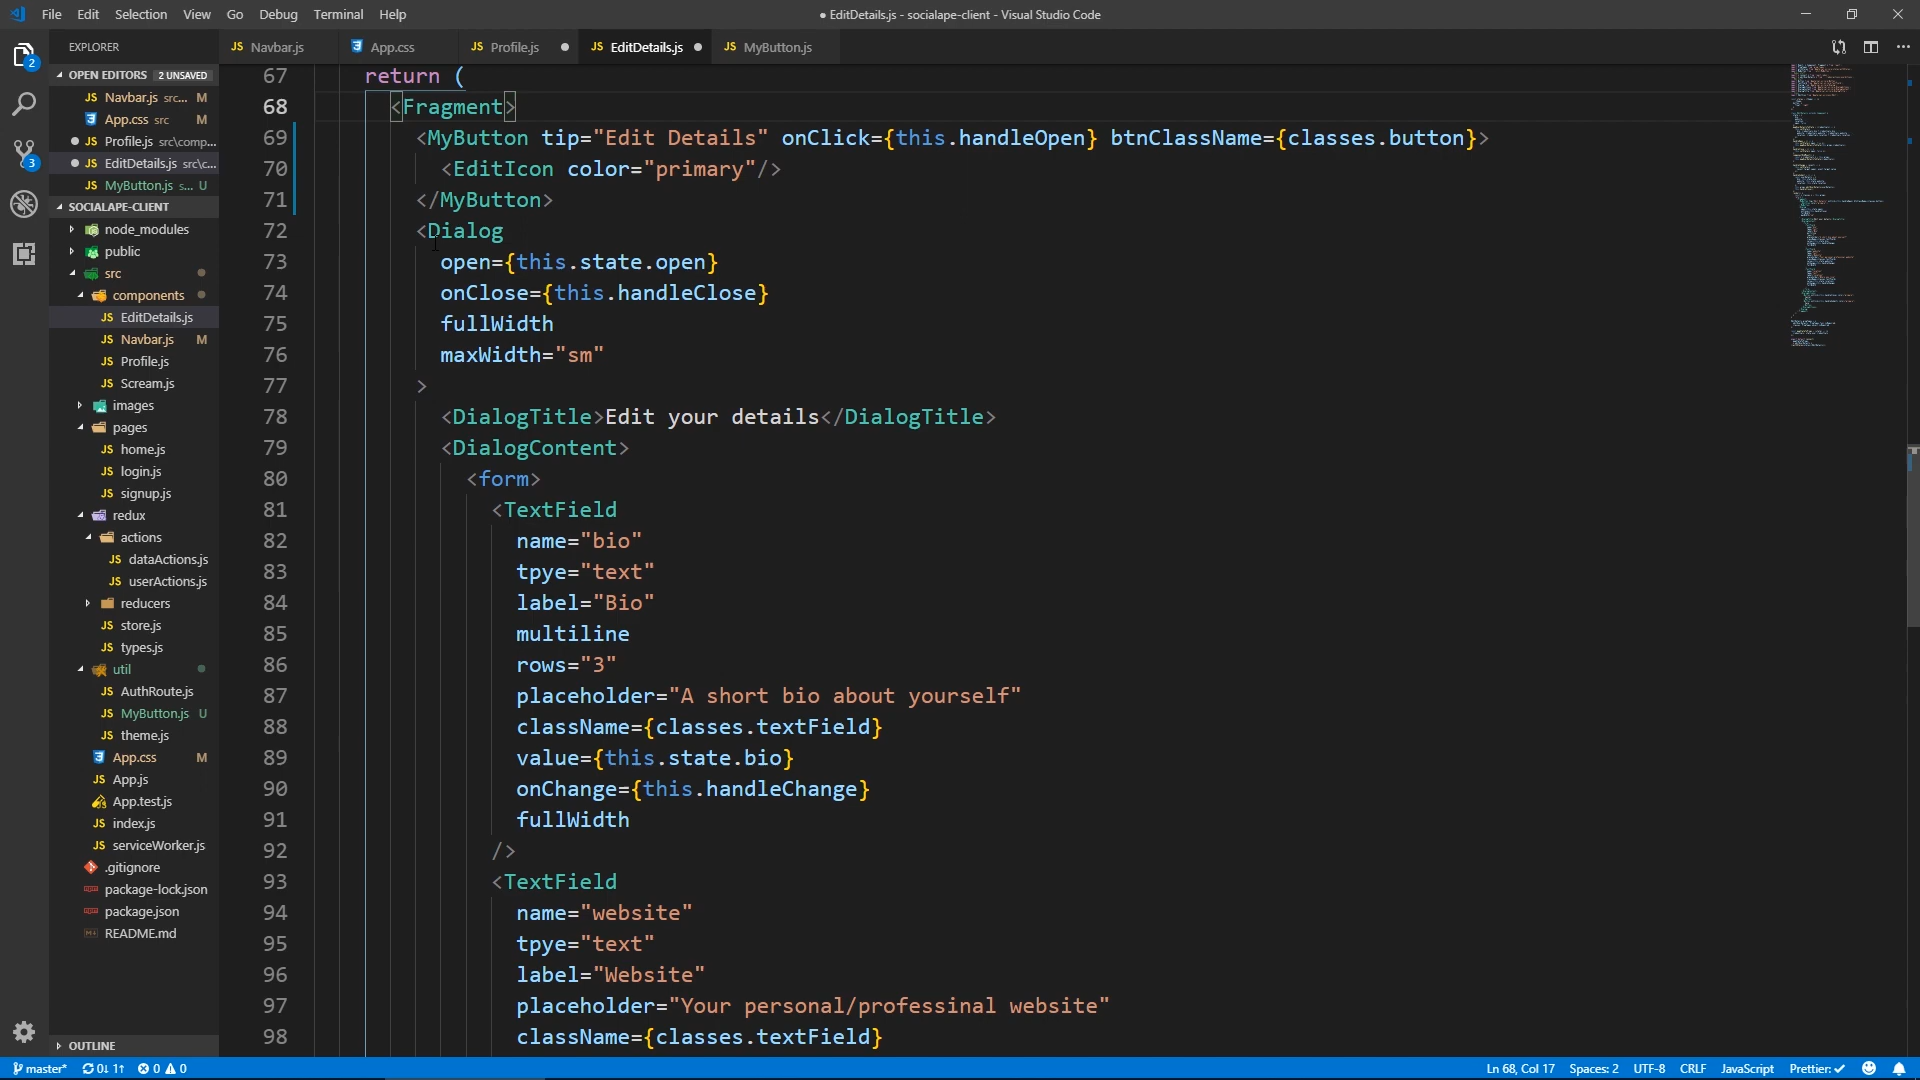 File Edit Selection View Go Debug Terminal Help
● EditDetails.js - socialape-client - Visual Studio Code
EXPLORER
JS Navbar.js
App.css
JS Profile.js ●
JS EditDetails.js ●
JS MyButton.js
OPEN EDITORS 2 UNSAVED
JS Navbar.js src... M
App.css src M
● JS Profile.js src\comp...
● JS EditDetails.js src\c...
JS MyButton.js s... U
SOCIALAPE-CLIENT
node_modules
public
src
components
JS EditDetails.js
JS Navbar.js M
JS Profile.js
JS Scream.js
images
pages
JS home.js
JS login.js
JS signup.js
redux
actions
JS dataActions.js
JS userActions.js
reducers
JS store.js
JS types.js
util
JS AuthRoute.js
JS MyButton.js U
JS theme.js
App.css M
JS App.js
App.test.js
JS index.js
JS serviceWorker.js
.gitignore
package-lock.json
package.json
README.md
OUTLINE
2
3
67 return (
68 <Fragment>
69 <MyButton tip="Edit Details" onClick={this.handleOpen} btnClassName={classes.button}>
70 <EditIcon color="primary"/>
71 </MyButton>
72 <Dialog
73 open={this.state.open}
74 onClose={this.handleClose}
75 fullWidth
76 maxWidth="sm"
77 >
78 <DialogTitle>Edit your details</DialogTitle>
79 <DialogContent>
80 <form>
81 <TextField
82 name="bio"
83 tpye="text"
84 label="Bio"
85 multiline
86 rows="3"
87 placeholder="A short bio about yourself"
88 className={classes.textField}
89 value={this.state.bio}
90 onChange={this.handleChange}
91 fullWidth
92 />
93 <TextField
94 name="website"
95 tpye="text"
96 label="Website"
97 placeholder="Your personal/professinal website"
98 className={classes.textField}
master* 0↓ 1↑ 0 0
Ln 68, Col 17 Spaces: 2 UTF-8 CRLF JavaScript Prettier: ✓